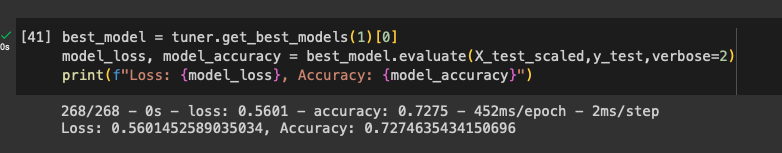 [41] best_model = tuner.get_best_models(1)[0]
0s
model_loss, model_accuracy = best_model.evaluate(X_test_scaled,y_test,verbose=2)
print(f"Loss: {model_loss}, Accuracy: {model_accuracy}")
268/268 - 0s - loss: 0.5601 - accuracy: 0.7275 - 452ms/epoch - 2ms/step
Loss: 0.5601452589035034, Accuracy: 0.7274635434150696